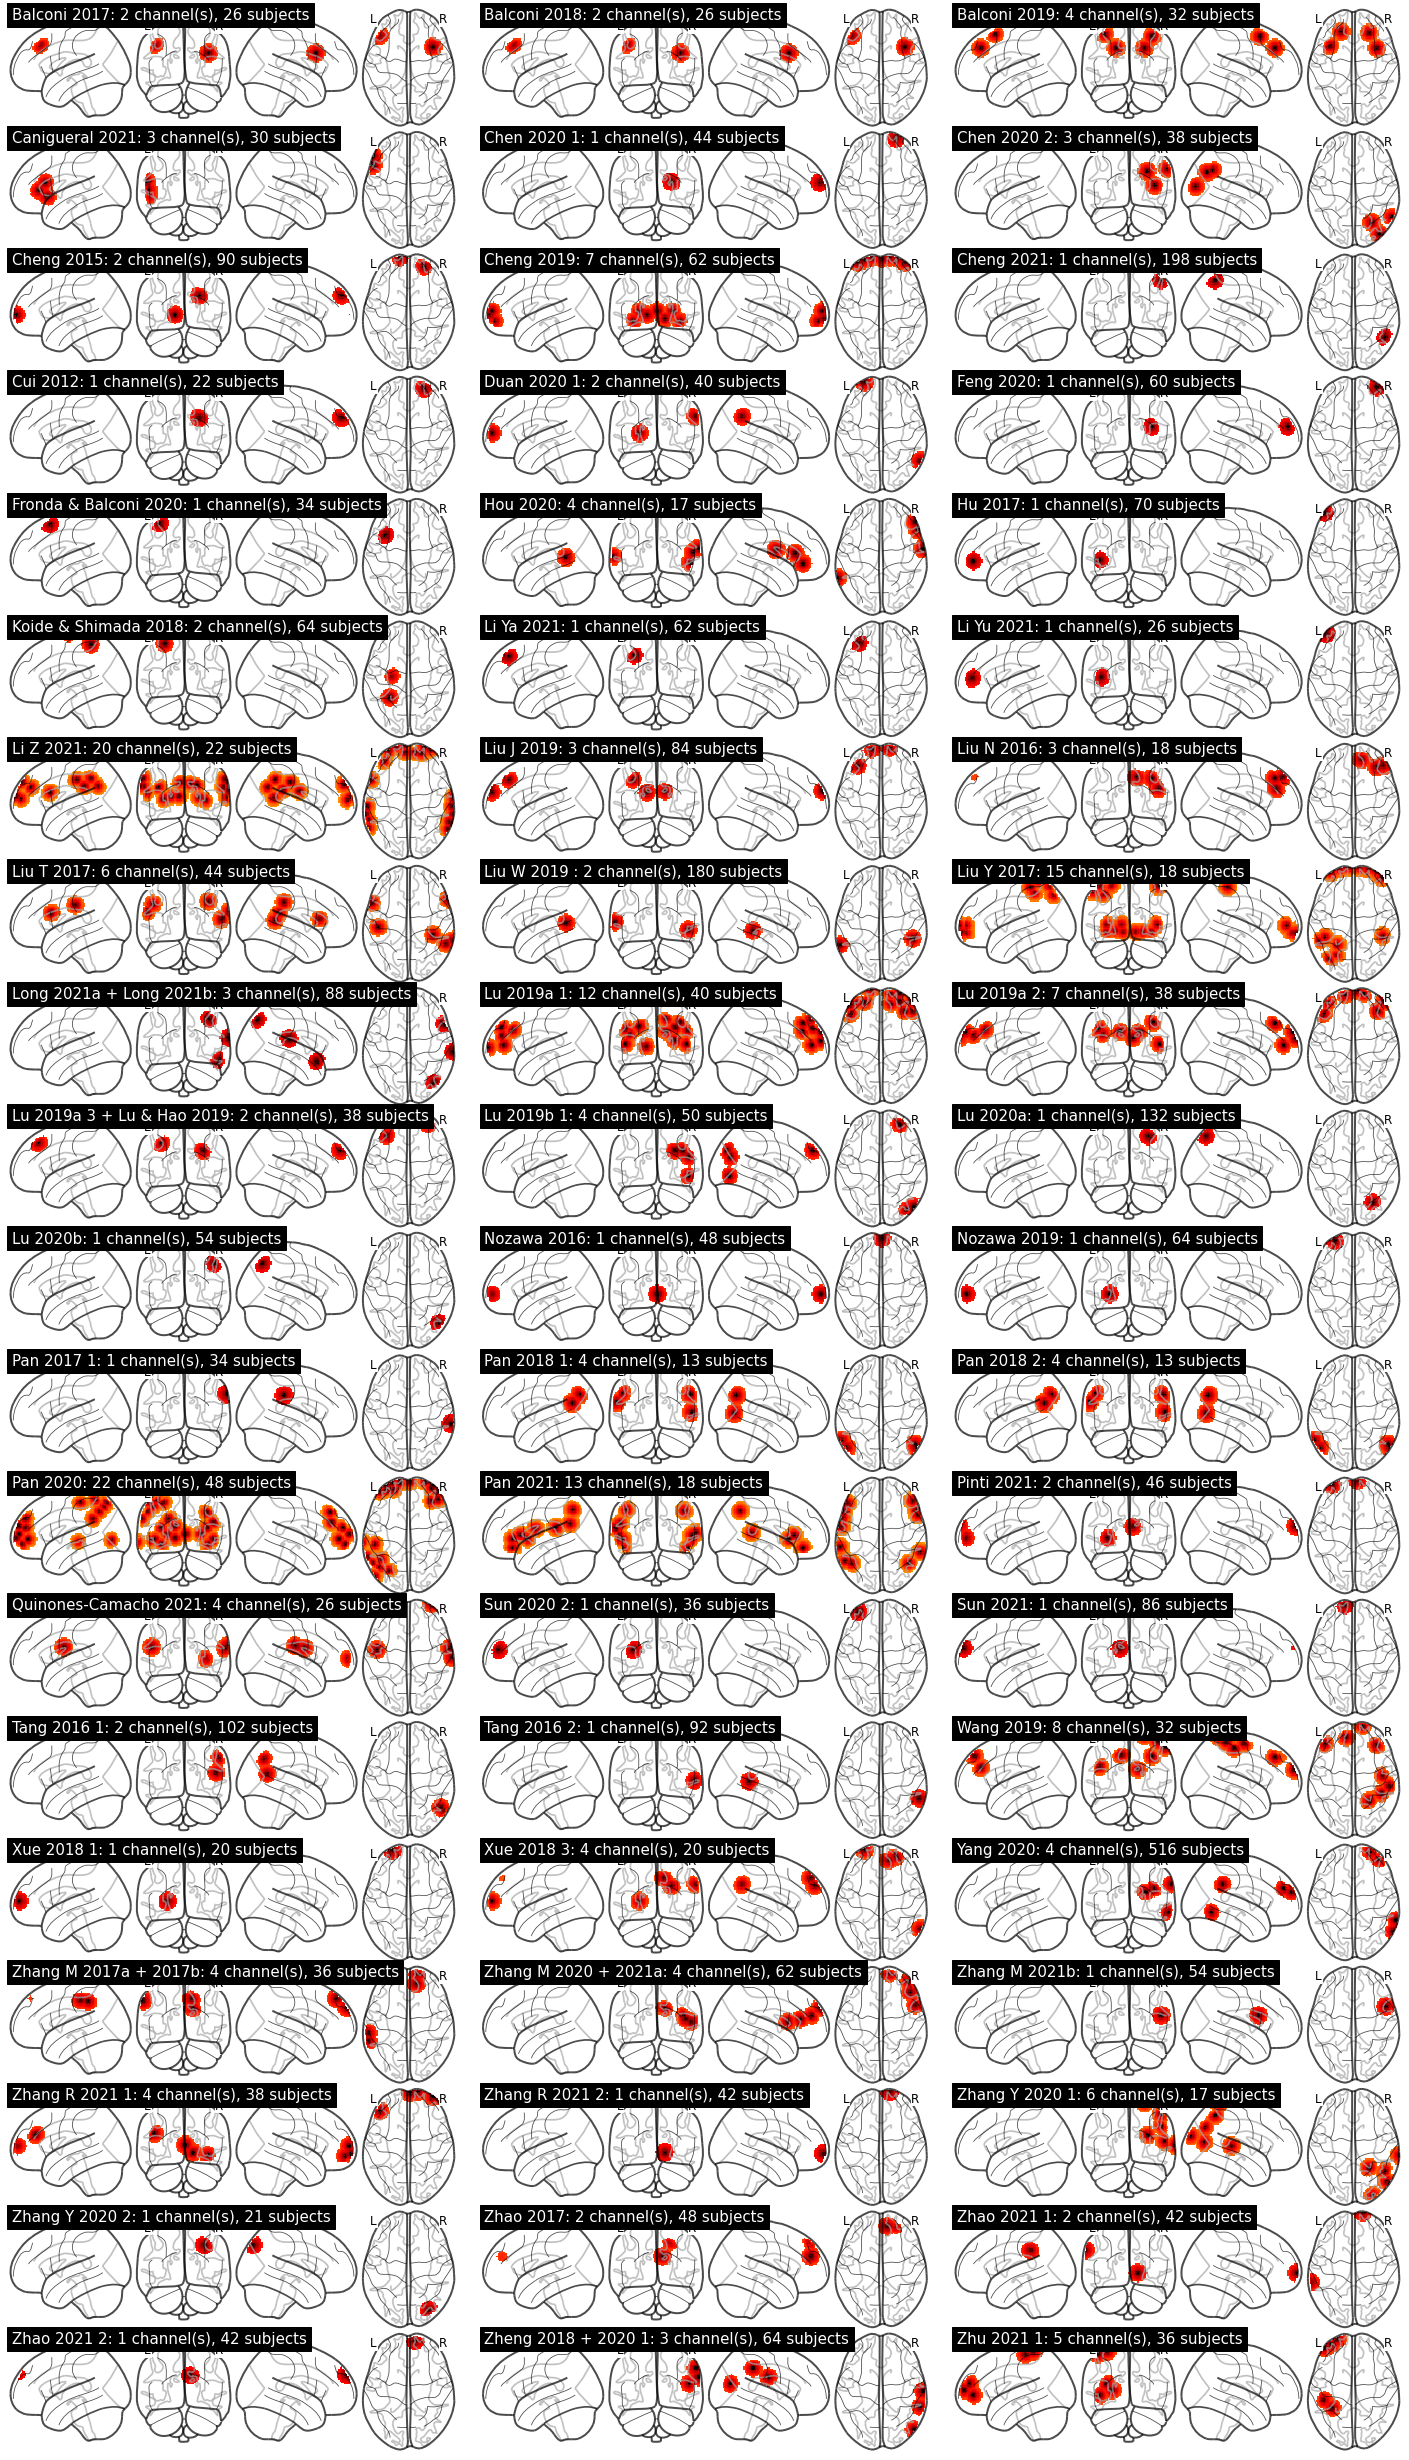 Balconi 2017: 2 channel(s), 26 subjects
L R
Balconi 2018: 2 channel(s), 26 subjects
L R
Balconi 2019: 4 channel(s), 32 subjects
L R
Canigueral 2021: 3 channel(s), 30 subjects
L R
Chen 2020 1: 1 channel(s), 44 subjects
L R
Chen 2020 2: 3 channel(s), 38 subjects
L R
Cheng 2015: 2 channel(s), 90 subjects
L R
Cheng 2019: 7 channel(s), 62 subjects
L R
Cheng 2021: 1 channel(s), 198 subjects
L R
Cui 2012: 1 channel(s), 22 subjects
L R
Duan 2020 1: 2 channel(s), 40 subjects
L R
Feng 2020: 1 channel(s), 60 subjects
L R
Fronda & Balconi 2020: 1 channel(s), 34 subjects
R
Hou 2020: 4 channel(s), 17 subjects
L R
Hu 2017: 1 channel(s), 70 subjects
L R
Koide & Shimada 2018: 2 channel(s), 64 subjects
R
Li Ya 2021: 1 channel(s), 62 subjects
L R
Li Yu 2021: 1 channel(s), 26 subjects
L R
Li Z 2021: 20 channel(s), 22 subjects
L R
Liu J 2019: 3 channel(s), 84 subjects
L R
Liu N 2016: 3 channel(s), 18 subjects
L R
Liu T 2017: 6 channel(s), 44 subjects
L R
Liu W 2019 : 2 channel(s), 180 subjects
L R
Liu Y 2017: 15 channel(s), 18 subjects
L R
Long 2021a + Long 2021b: 3 channel(s), 88 subjects
R
Lu 2019a 1: 12 channel(s), 40 subjects
L R
Lu 2019a 2: 7 channel(s), 38 subjects
L R
Lu 2019a 3 + Lu & Hao 2019: 2 channel(s), 38 subjects
R
Lu 2019b 1: 4 channel(s), 50 subjects
L R
Lu 2020a: 1 channel(s), 132 subjects
L R
Lu 2020b: 1 channel(s), 54 subjects
L R
Nozawa 2016: 1 channel(s), 48 subjects
L R
Nozawa 2019: 1 channel(s), 64 subjects
L R
Pan 2017 1: 1 channel(s), 34 subjects
L R
Pan 2018 1: 4 channel(s), 13 subjects
L R
Pan 2018 2: 4 channel(s), 13 subjects
L R
Pan 2020: 22 channel(s), 48 subjects
L R
Pan 2021: 13 channel(s), 18 subjects
L R
Pinti 2021: 2 channel(s), 46 subjects
L R
Quinones-Camacho 2021: 4 channel(s), 26 subjects
R
Sun 2020 2: 1 channel(s), 36 subjects
L R
Sun 2021: 1 channel(s), 86 subjects
L R
Tang 2016 1: 2 channel(s), 102 subjects
L R
Tang 2016 2: 1 channel(s), 92 subjects
L R
Wang 2019: 8 channel(s), 32 subjects
L R
Xue 2018 1: 1 channel(s), 20 subjects
L R
Xue 2018 3: 4 channel(s), 20 subjects
L R
Yang 2020: 4 channel(s), 516 subjects
L R
Zhang M 2017a + 2017b: 4 channel(s), 36 subjects
R
Zhang M 2020 + 2021a: 4 channel(s), 62 subjects
R
Zhang M 2021b: 1 channel(s), 54 subjects
L R
Zhang R 2021 1: 4 channel(s), 38 subjects
L R
Zhang R 2021 2: 1 channel(s), 42 subjects
L R
Zhang Y 2020 1: 6 channel(s), 17 subjects
L R
Zhang Y 2020 2: 1 channel(s), 21 subjects
L R
Zhao 2017: 2 channel(s), 48 subjects
L R
Zhao 2021 1: 2 channel(s), 42 subjects
L R
Zhao 2021 2: 1 channel(s), 42 subjects
L R
Zheng 2018 + 2020 1: 3 channel(s), 64 subjects
R
Zhu 2021 1: 5 channel(s), 36 subjects
L R